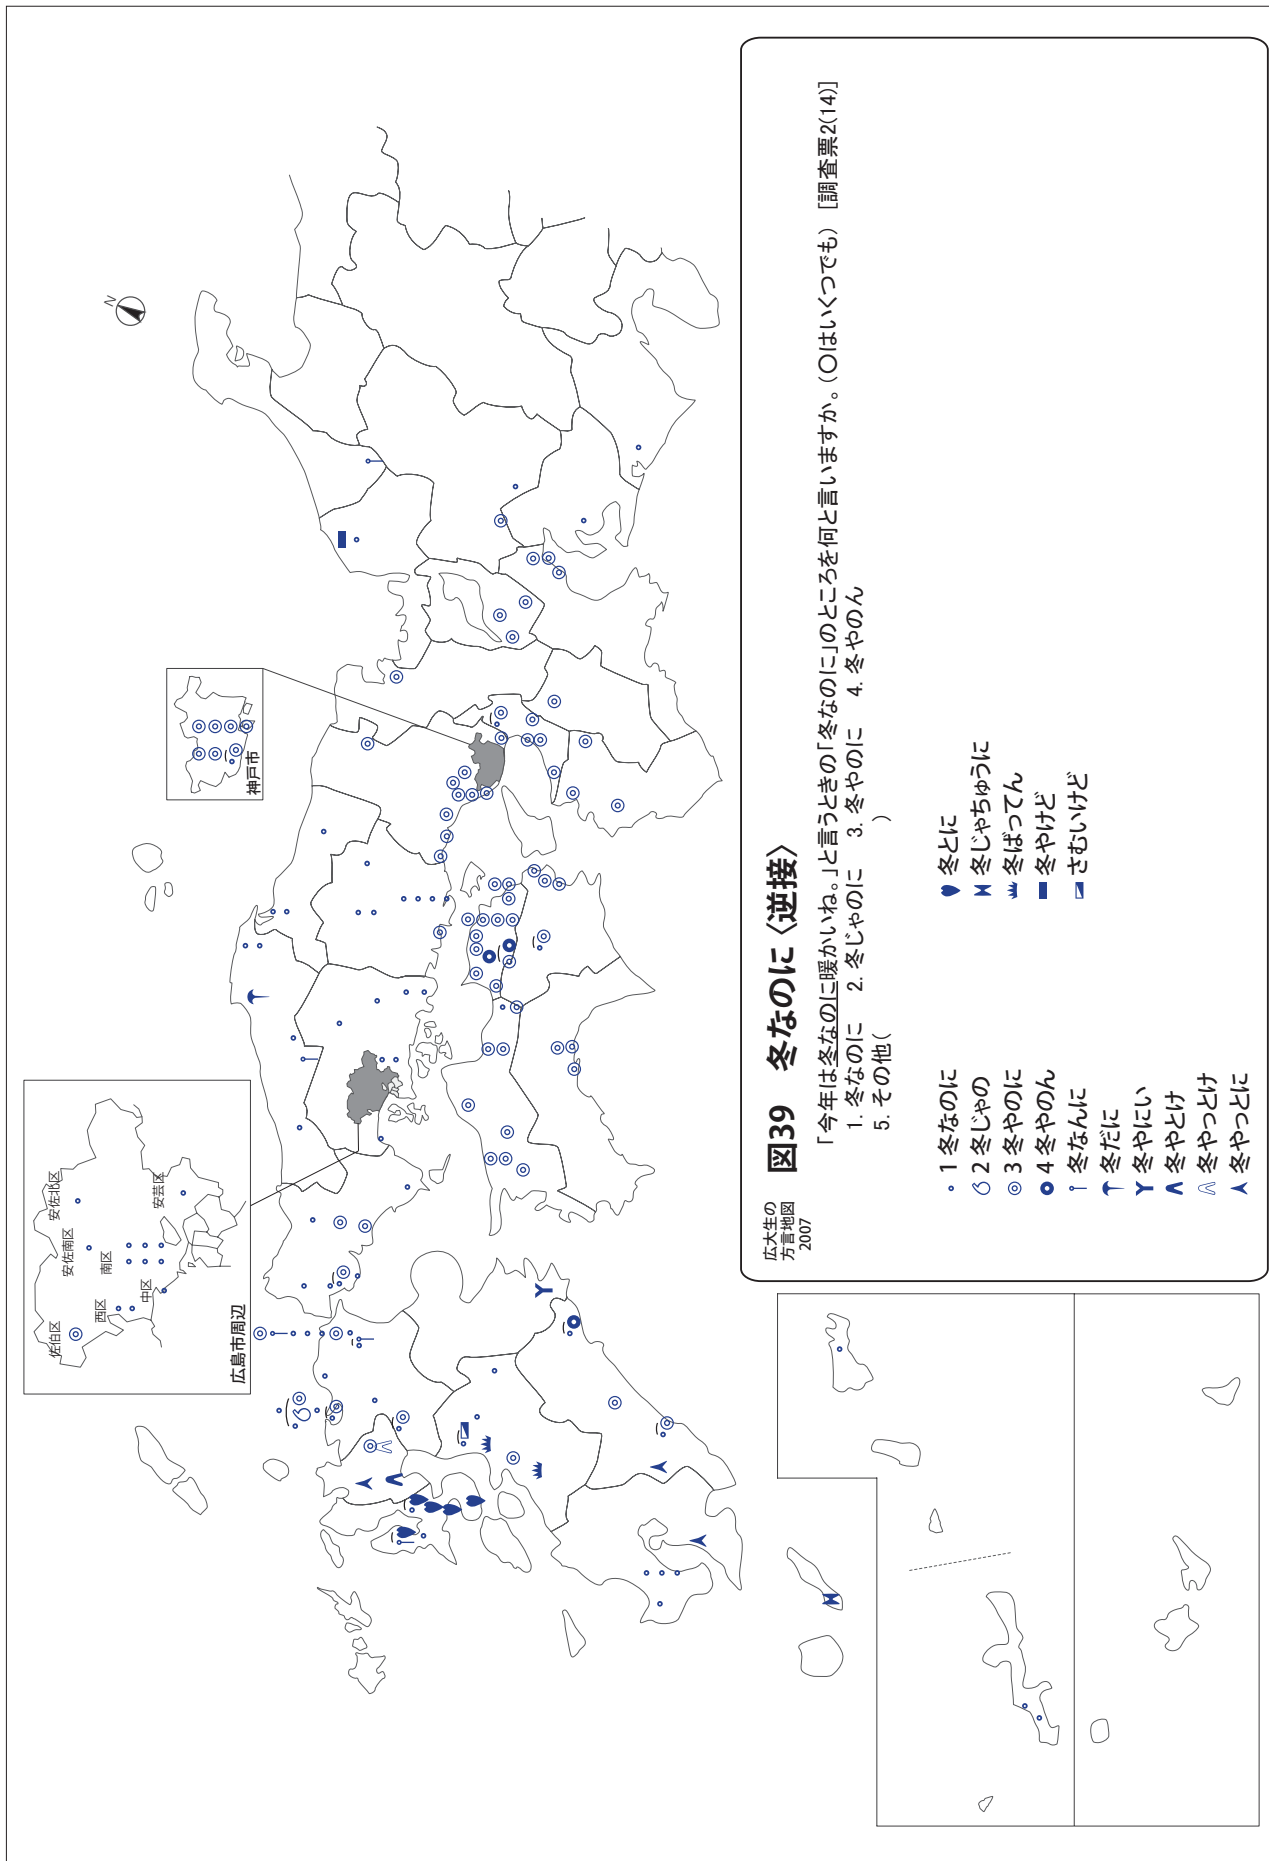 広大生の
方言地図
2007
図39　冬なのに〈逆接〉
「今年は冬なのに暖かいね。」と言うときの「冬なのに」のところを何と言いますか。(○はいくつでも)　[調査票2(14)]
1. 冬なのに　2. 冬じゃのに　3. 冬やのに　4. 冬やのん
5. その他(　　　　　　　　)
1 冬なのに
2 冬じゃの
3 冬やのに
4 冬やのん
冬なんに
冬だに
冬やにい
冬やとけ
冬やっとけ
冬やっとに
冬とに
冬じゃちゅうに
冬ばってん
冬やけど
さむいけど
N
神戸市
広島市周辺
佐伯区
西区
中区
南区
安佐南区
安佐北区
安芸区